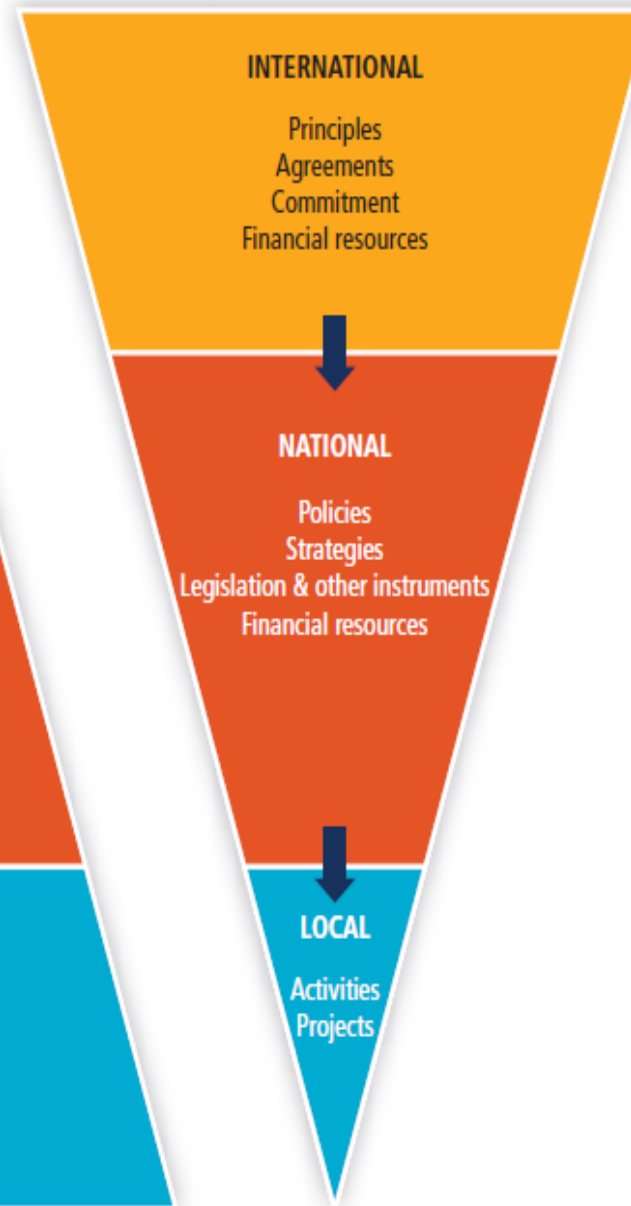 INTERNATIONAL
Principles
Agreements
Commitment
Financial resources
NATIONAL
Policies
Strategies
Legislation & other instruments
Financial resources
LOCAL
Activities
Projects